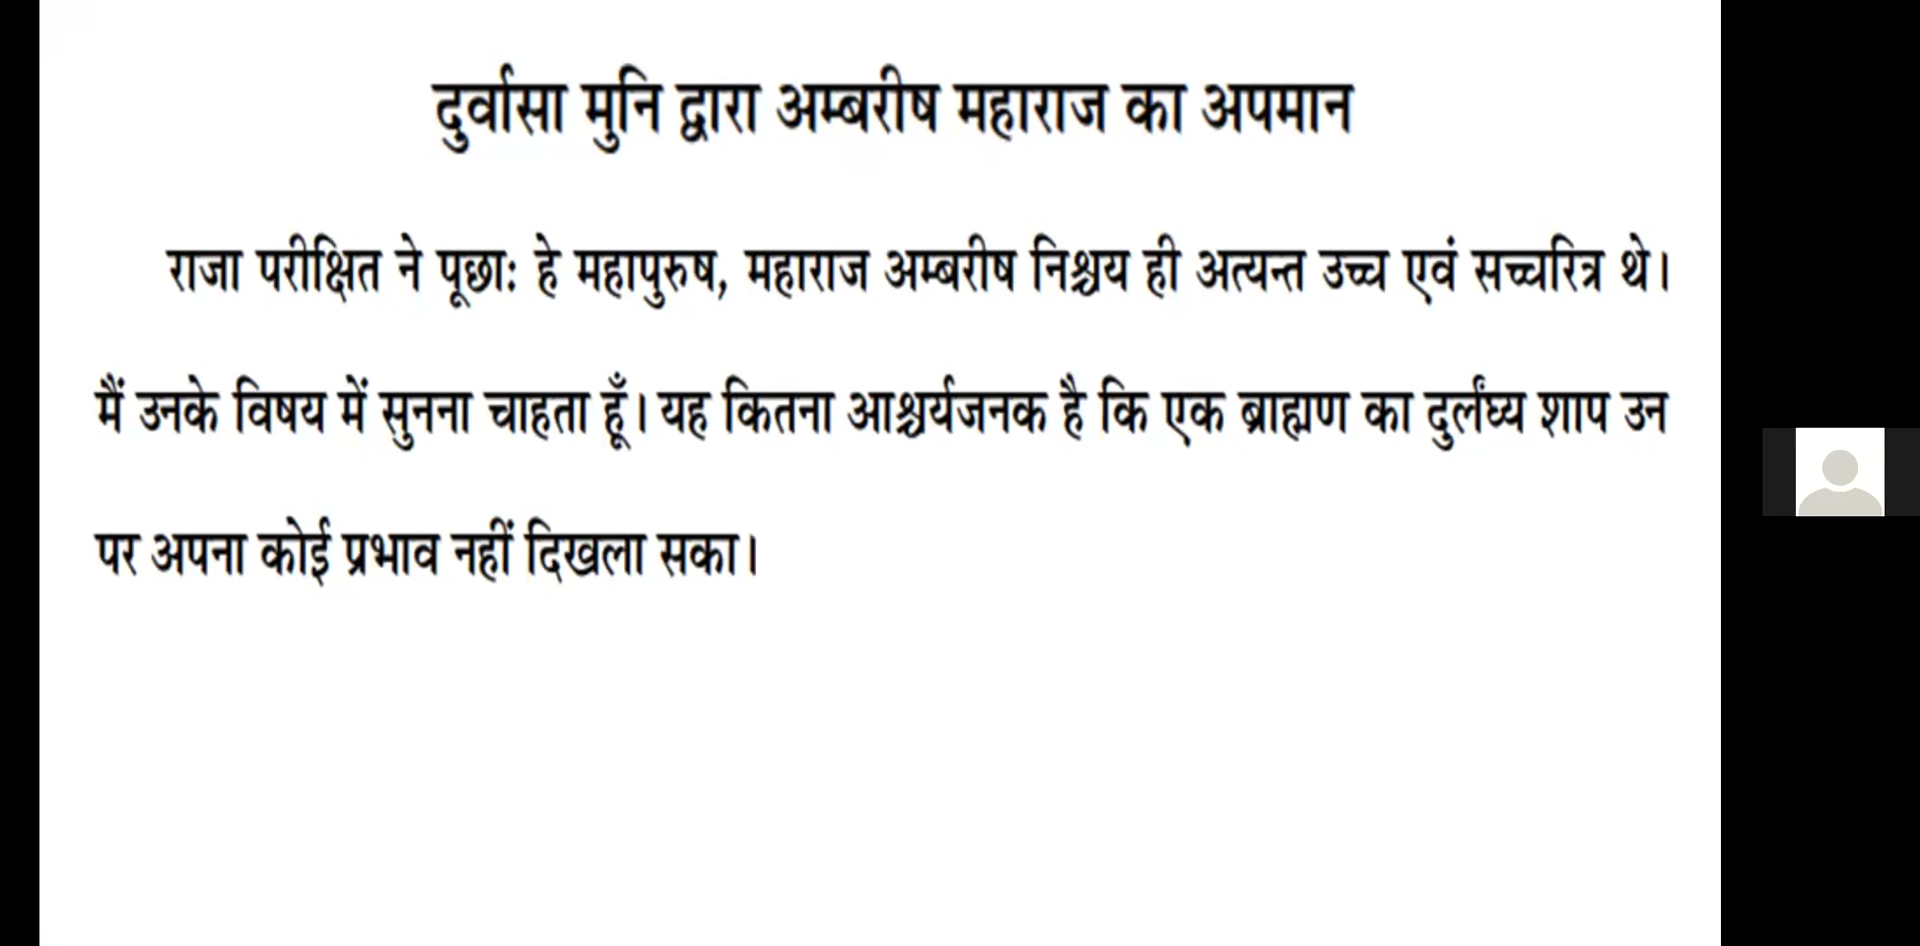 दुर्वासा मुनि द्वारा अम्बरीष महाराज का अपमान
राजा परीक्षित ने पूछाः हे महापुरुष, महाराज अम्बरीष निश्चय ही अत्यन्त उच्च एवं सच्चरित्र थे।
मैं उनके विषय में सुनना चाहता हूँ। यह कितना आश्चर्यजनक है कि एक ब्राह्मण का दुर्लंघ्य शाप उन
पर अपना कोई प्रभाव नहीं दिखला सका।